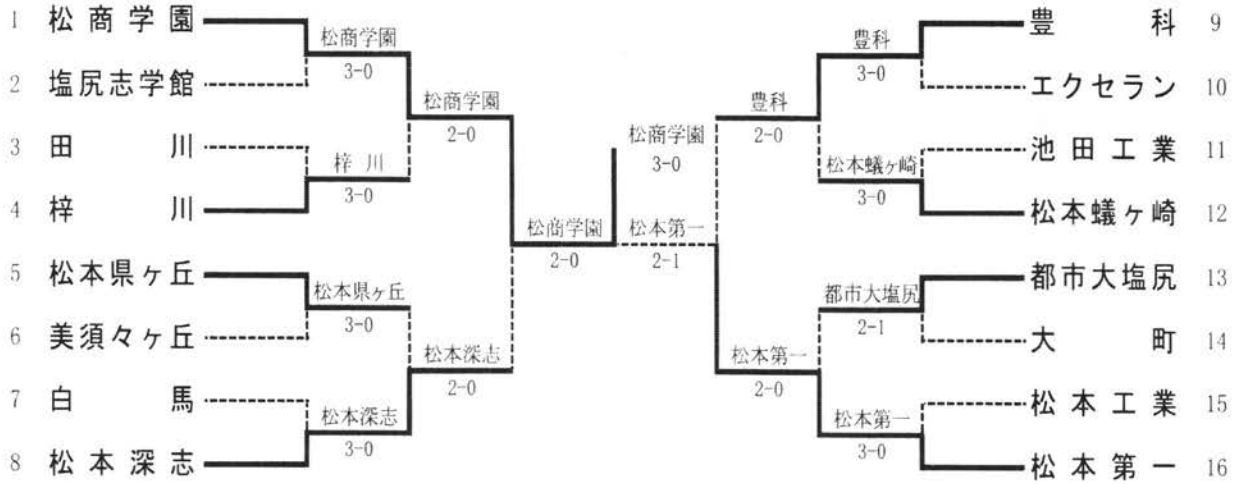 1 松商学園
松商学園
3-0
2 塩尻志学館
松商学園
2-0
3 田川
梓川
3-0
4 梓川
松商学園
2-0
5 松本県ヶ丘
松本県ヶ丘
3-0
6 美須々ヶ丘
松本深志
2-0
7 白馬
松本深志
3-0
8 松本深志
松商学園
3-0
松本第一
2-1
豊科 9
豊科
3-0
エクセラン 10
豊科
2-0
池田工業 11
松本蟻ヶ崎
3-0
松本蟻ヶ崎 12
都市大塩尻 13
都市大塩尻
2-1
大町 14
松本第一
2-0
松本工業 15
松本第一
3-0
松本第一 16